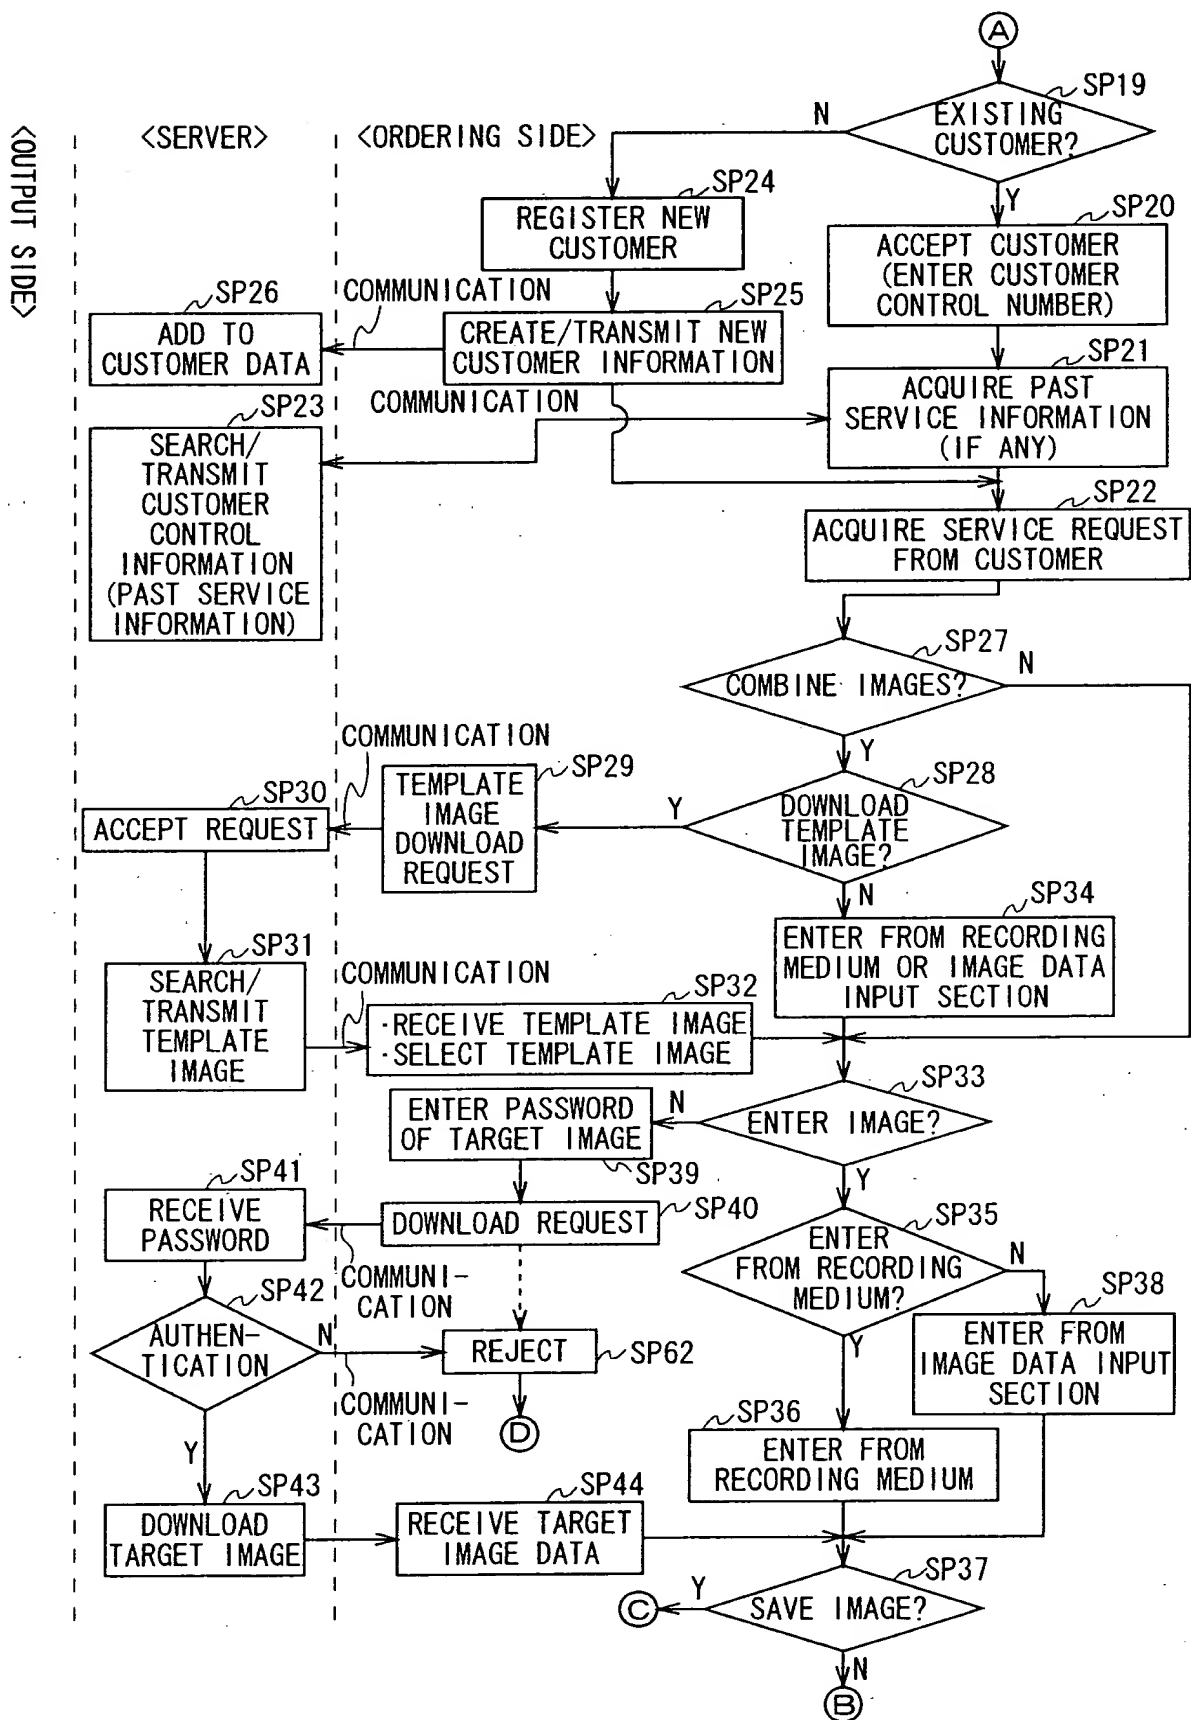 A
SP19
EXISTING
CUSTOMER?
N
Y
<OUTPUT SIDE>
<SERVER>
<ORDERING SIDE>
SP24
REGISTER NEW
CUSTOMER
SP20
ACCEPT CUSTOMER
(ENTER CUSTOMER
CONTROL NUMBER)
SP26
ADD TO
CUSTOMER DATA
COMMUNICATION
SP25
CREATE/TRANSMIT NEW
CUSTOMER INFORMATION
SP21
ACQUIRE PAST
SERVICE INFORMATION
(IF ANY)
SP23
SEARCH/
TRANSMIT
CUSTOMER
CONTROL
INFORMATION
(PAST SERVICE
INFORMATION)
COMMUNICATION
SP22
ACQUIRE SERVICE REQUEST
FROM CUSTOMER
SP27
COMBINE IMAGES?
N
Y
SP28
DOWNLOAD
TEMPLATE
IMAGE?
Y
N
COMMUNICATION
SP29
TEMPLATE
IMAGE
DOWNLOAD
REQUEST
SP30
ACCEPT REQUEST
SP34
ENTER FROM RECORDING
MEDIUM OR IMAGE DATA
INPUT SECTION
SP31
SEARCH/
TRANSMIT
TEMPLATE
IMAGE
COMMUNICATION
SP32
·RECEIVE TEMPLATE IMAGE
·SELECT TEMPLATE IMAGE
SP33
ENTER IMAGE?
N
Y
ENTER PASSWORD
OF TARGET IMAGE
SP39
SP41
RECEIVE
PASSWORD
DOWNLOAD REQUEST
SP40
COMMUNI-
CATION
SP35
ENTER
FROM RECORDING
MEDIUM?
N
Y
SP38
ENTER FROM
IMAGE DATA INPUT
SECTION
SP42
AUTHEN-
TICATION
N
Y
COMMUNI-
CATION
REJECT
SP62
D
SP36
ENTER FROM
RECORDING MEDIUM
SP43
DOWNLOAD
TARGET IMAGE
SP44
RECEIVE TARGET
IMAGE DATA
SP37
SAVE IMAGE?
Y
C
N
B